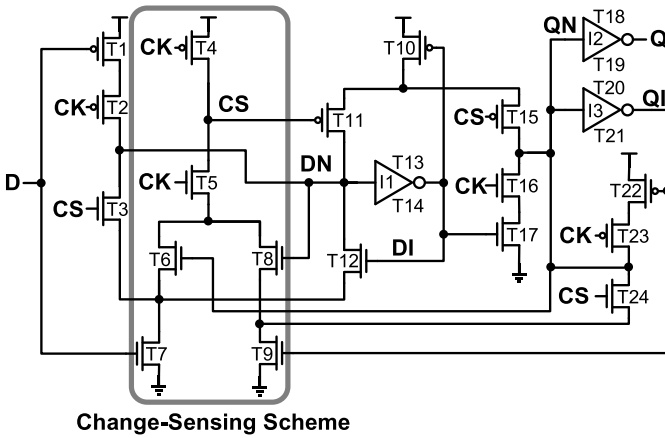 QN T18
T1 CK T4 T10 I2 Q
T19
T20
CK T2 CS T11 CS T15 I3 QI
T21
DN T13
D CK T5 I1 CK T16 T22
CS T3 T14
CK T23
T6 T8 T12 DI T17
CS T24
T7 T9
Change-Sensing Scheme